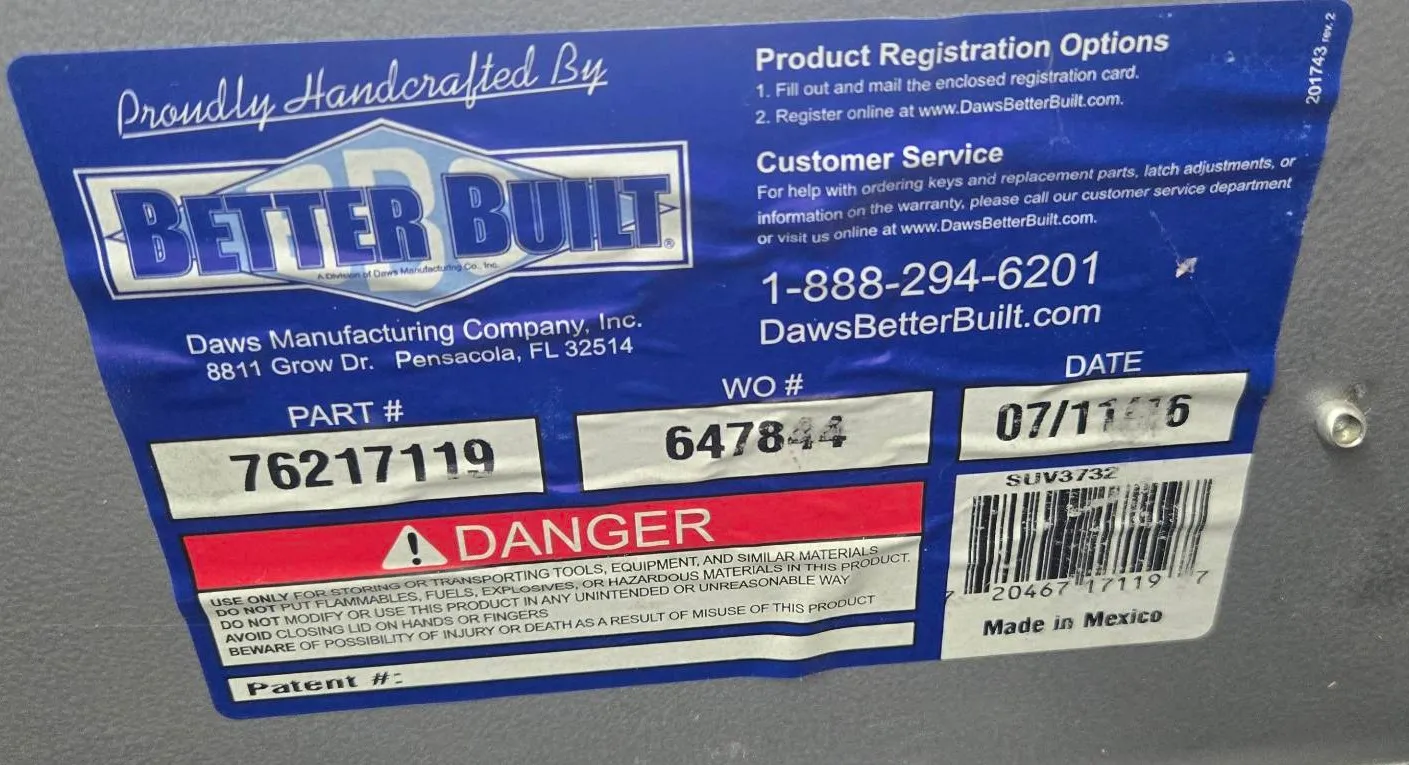 Proudly Handcrafted By
BETTER BUILT®
A Division of Daws Manufacturing Co., Inc.
Daws Manufacturing Company, Inc.
8811 Grow Dr. Pensacola, FL 32514
Product Registration Options
1. Fill out and mail the enclosed registration card.
2. Register online at www.DawsBetterBuilt.com.
201743 rev. 2
Customer Service
For help with ordering keys and replacement parts, latch adjustments, or
information on the warranty, please call our customer service department
or visit us online at www.DawsBetterBuilt.com.
1-888-294-6201
DawsBetterBuilt.com
PART #
76217119
WO #
647844
DATE
SUV3732
7 20467 17119 7
Made in Mexico
DANGER
USE ONLY FOR STORING OR TRANSPORTING TOOLS, EQUIPMENT, AND SIMILAR MATERIALS
DO NOT PUT FLAMMABLES, FUELS, EXPLOSIVES, OR HAZARDOUS MATERIALS IN THIS PRODUCT.
DO NOT MODIFY OR USE THIS PRODUCT IN ANY UNINTENDED OR UNREASONABLE WAY
AVOID CLOSING LID ON HANDS OR FINGERS
BEWARE OF POSSIBILITY OF INJURY OR DEATH AS A RESULT OF MISUSE OF THIS PRODUCT
Patent #: